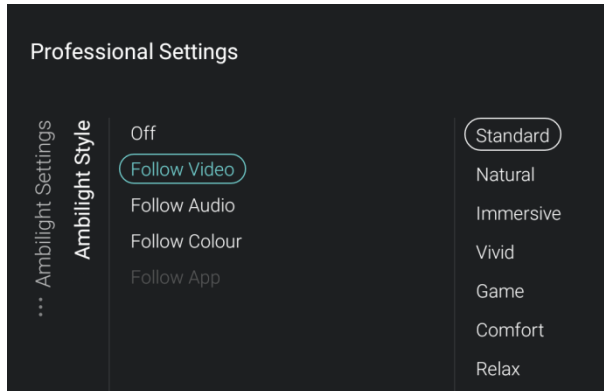 Professional Settings
... Ambilight Settings
Ambilight Style
Off
Follow Video
Follow Audio
Follow Colour
Follow App
Standard
Natural
Immersive
Vivid
Game
Comfort
Relax